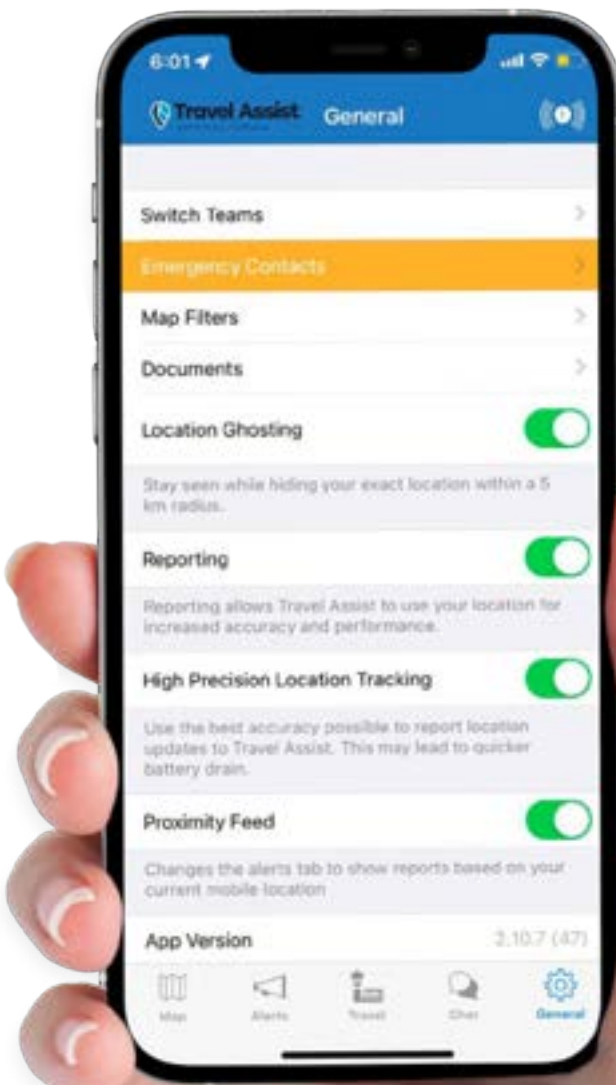 6:01
Travel Assist
General
Switch Teams
Emergency Contacts
Map Filters
Documents
Location Ghosting
Stay seen while hiding your exact location within a 5
km radius.
Reporting
Reporting allows Travel Assist to use your location for
increased accuracy and performance.
High Precision Location Tracking
Use the best accuracy possible to report location
updates to Travel Assist. This may lead to quicker
battery drain.
Proximity Feed
Changes the alerts tab to show reports based on your
current mobile location
App Version
2.10.7 (47)
Map
Alerts
Travel
Chat
General